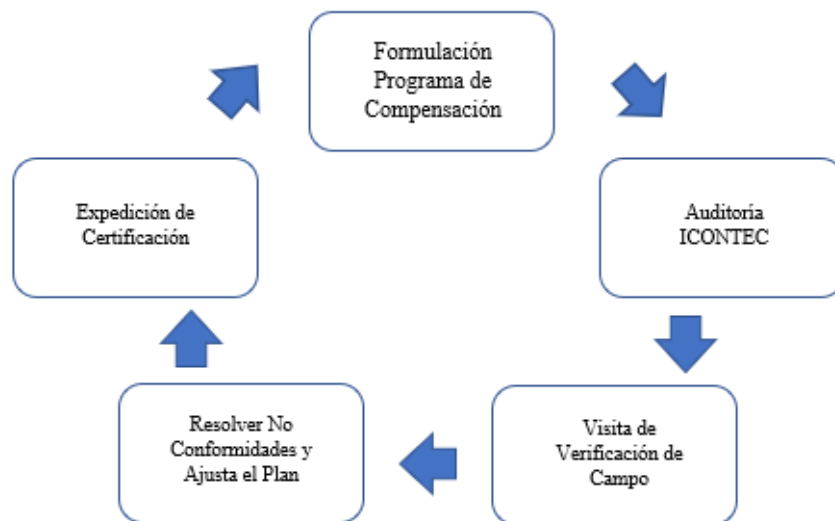 Formulación
Programa de
Compensación
Auditoría
ICONTEC
Visita de
Verificación de
Campo
Resolver No
Conformidades y
Ajusta el Plan
Expedición de
Certificación